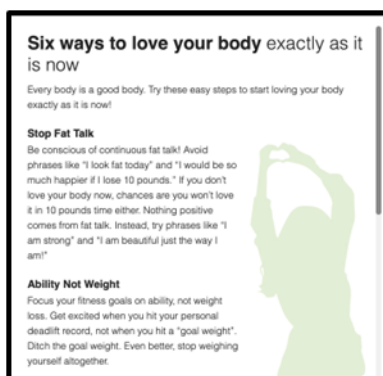 Six ways to love your body exactly as it
is now
Every body is a good body. Try these easy steps to start loving your body
exactly as it is now!
Stop Fat Talk
Be conscious of continuous fat talk! Avoid
phrases like "I look fat today" and "I would be so
much happier if I lose 10 pounds." If you don't
love your body now, chances are you won't love
it in 10 pounds time either. Nothing positive
comes from fat talk. Instead, try phrases like "I
am strong" and "I am beautiful just the way I
am!"
Ability Not Weight
Focus your fitness goals on ability, not weight
loss. Get excited when you hit your personal
deadlift record, not when you hit a "goal weight".
Ditch the goal weight. Even better, stop weighing
yourself altogether.